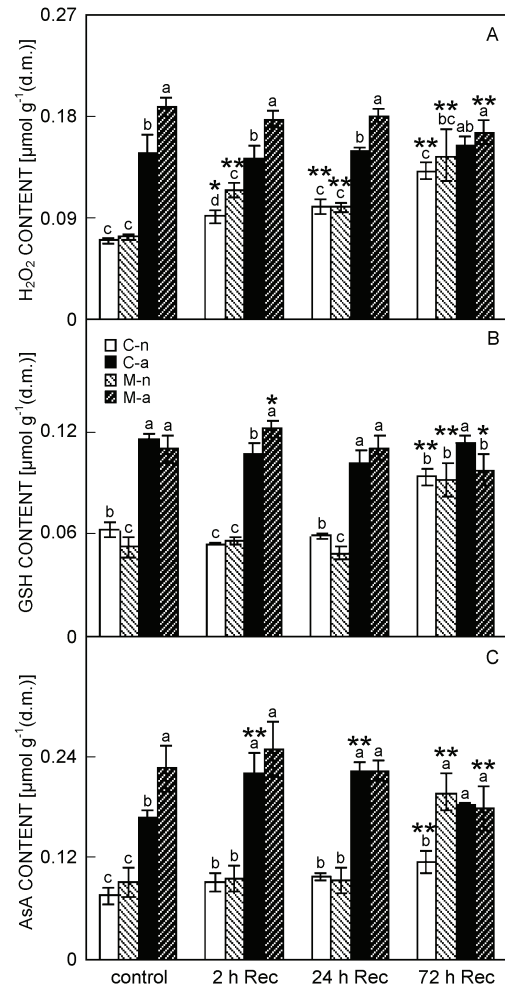 0.27
A
a
a
a
**
0.18
**
a
b
**
bc
ab
b
b
**
**
**
c
*
c
c
c
d
c
c
0.09
H₂O₂ CONTENT [μmol g⁻¹(d.m.)]
0
B
C-n
C-a
M-n
M-a
*
a
a
a
b
a
a
**
**
a
*
0.12
b
b
b
b
c
c
c
b
c
0.06
GSH CONTENT [μmol g⁻¹(d.m.)]
0
C
a
a
**
a
**
a
a
**
a
**
a
a
0.24
b
**
b
c
c
b
b
b
b
0.12
AsA CONTENT [μmol g⁻¹(d.m.)]
0
control 2 h Rec 24 h Rec 72 h Rec